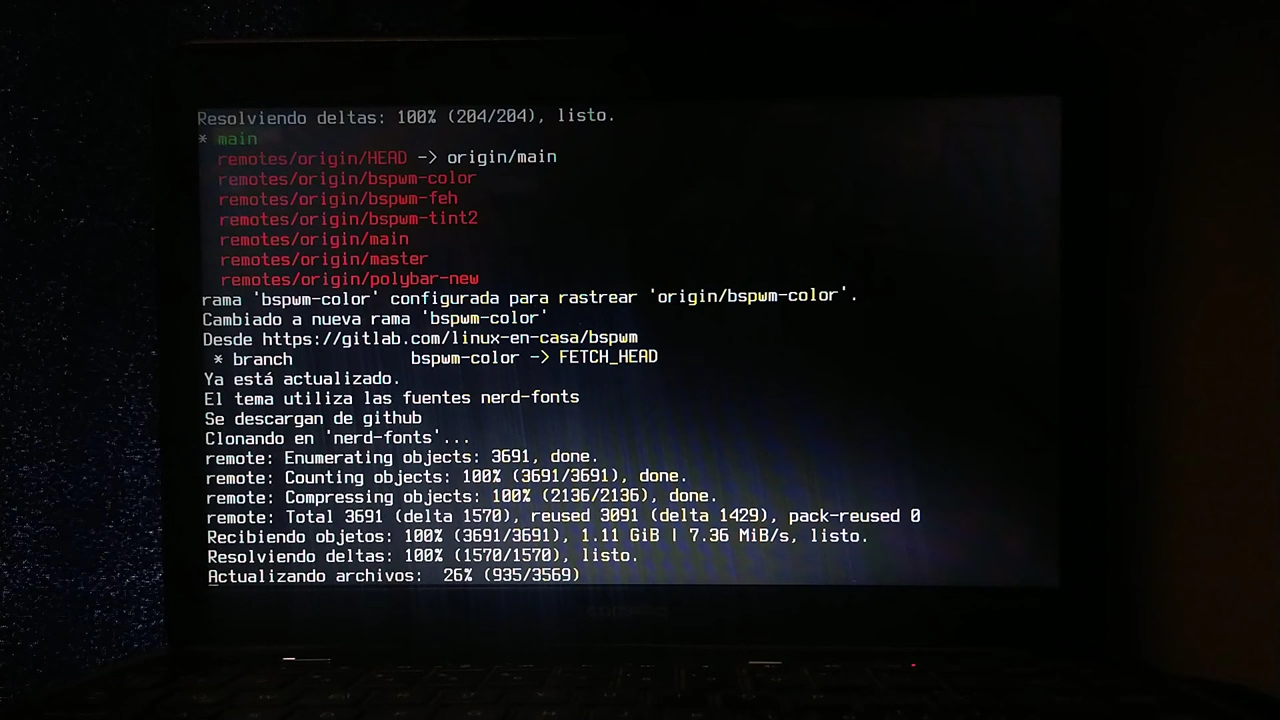 Resolviendo deltas: 100% (204/204), listo.
* main
remotes/origin/HEAD -> origin/main
remotes/origin/bspwm-color
remotes/origin/bspwm-feh
remotes/origin/bspwm-tint2
remotes/origin/main
remotes/origin/master
remotes/origin/polybar-new
rama 'bspwm-color' configurada para rastrear 'origin/bspwm-color'.
Cambiado a nueva rama 'bspwm-color'
Desde https://gitlab.com/linux-en-casa/bspwm
* branch bspwm-color -> FETCH_HEAD
Ya está actualizado.
El tema utiliza las fuentes nerd-fonts
Se descargan de github
Clonando en 'nerd-fonts'...
remote: Enumerating objects: 3691, done.
remote: Counting objects: 100% (3691/3691), done.
remote: Compressing objects: 100% (2136/2136), done.
remote: Total 3691 (delta 1570), reused 3091 (delta 1429), pack-reused 0
Recibiendo objetos: 100% (3691/3691), 1.11 GiB | 7.36 MiB/s, listo.
Resolviendo deltas: 100% (1570/1570), listo.
Actualizando archivos: 26% (935/3569)